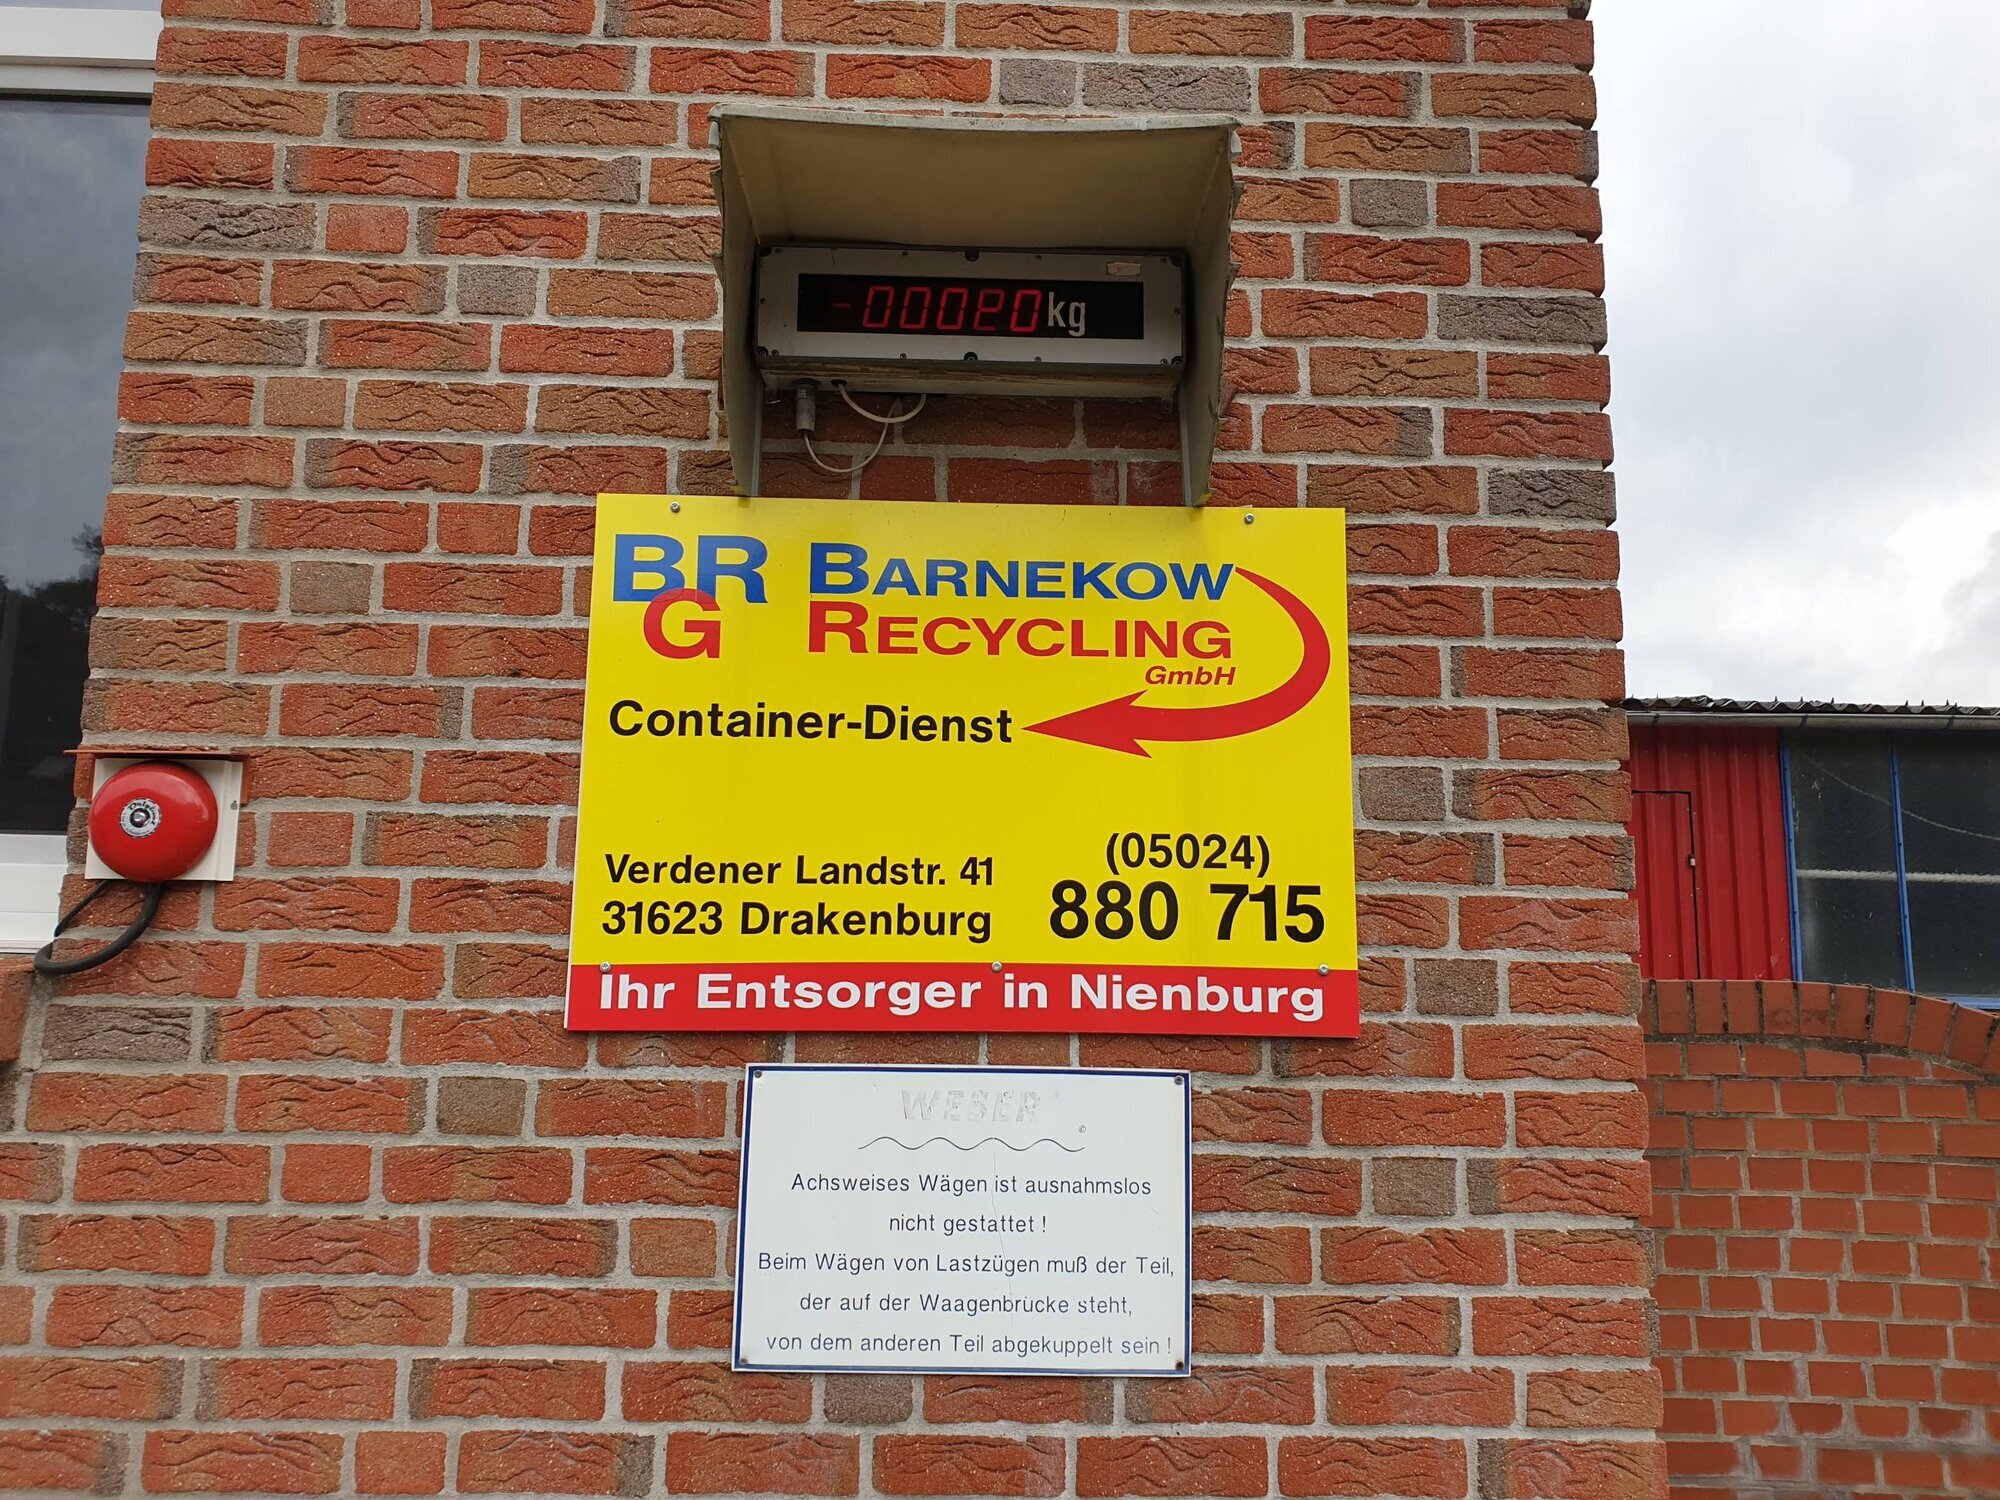 -00090kg
BR BARNEKOW
G RECYCLING
GmbH
Container-Dienst
(05024)
Verdener Landstr. 41
31623 Drakenburg 880 715
Ihr Entsorger in Nienburg
WESER
©
Achsweises Wägen ist ausnahmslos
nicht gestattet !
Beim Wägen von Lastzügen muß der Teil,
der auf der Waagenbrücke steht,
von dem anderen Teil abgekuppelt sein !